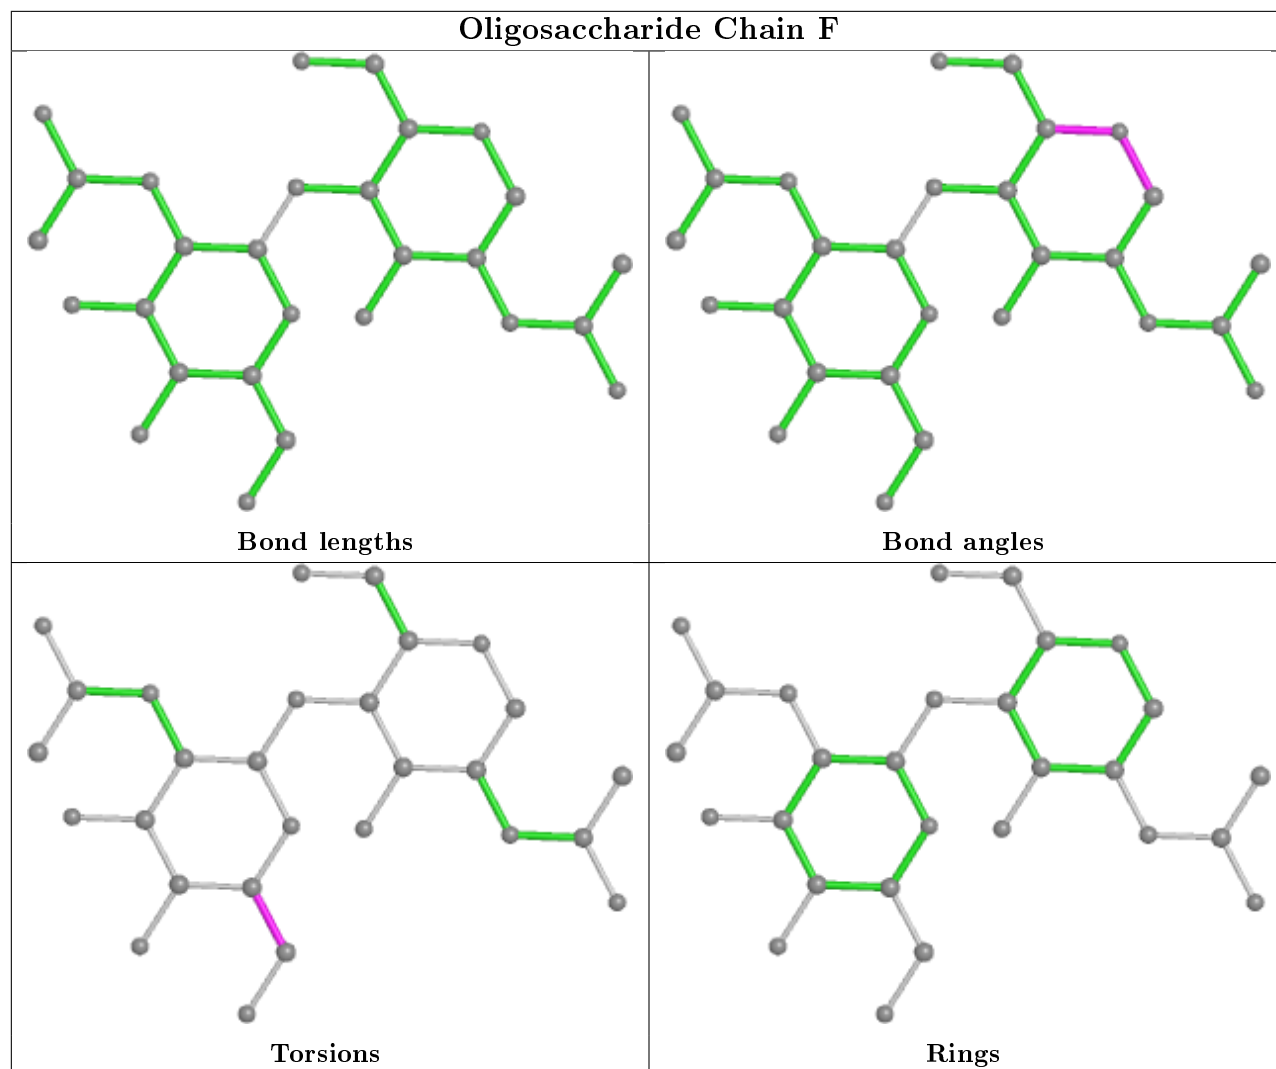 Oligosaccharide Chain F
Bond lengths
Bond angles
Torsions
Rings